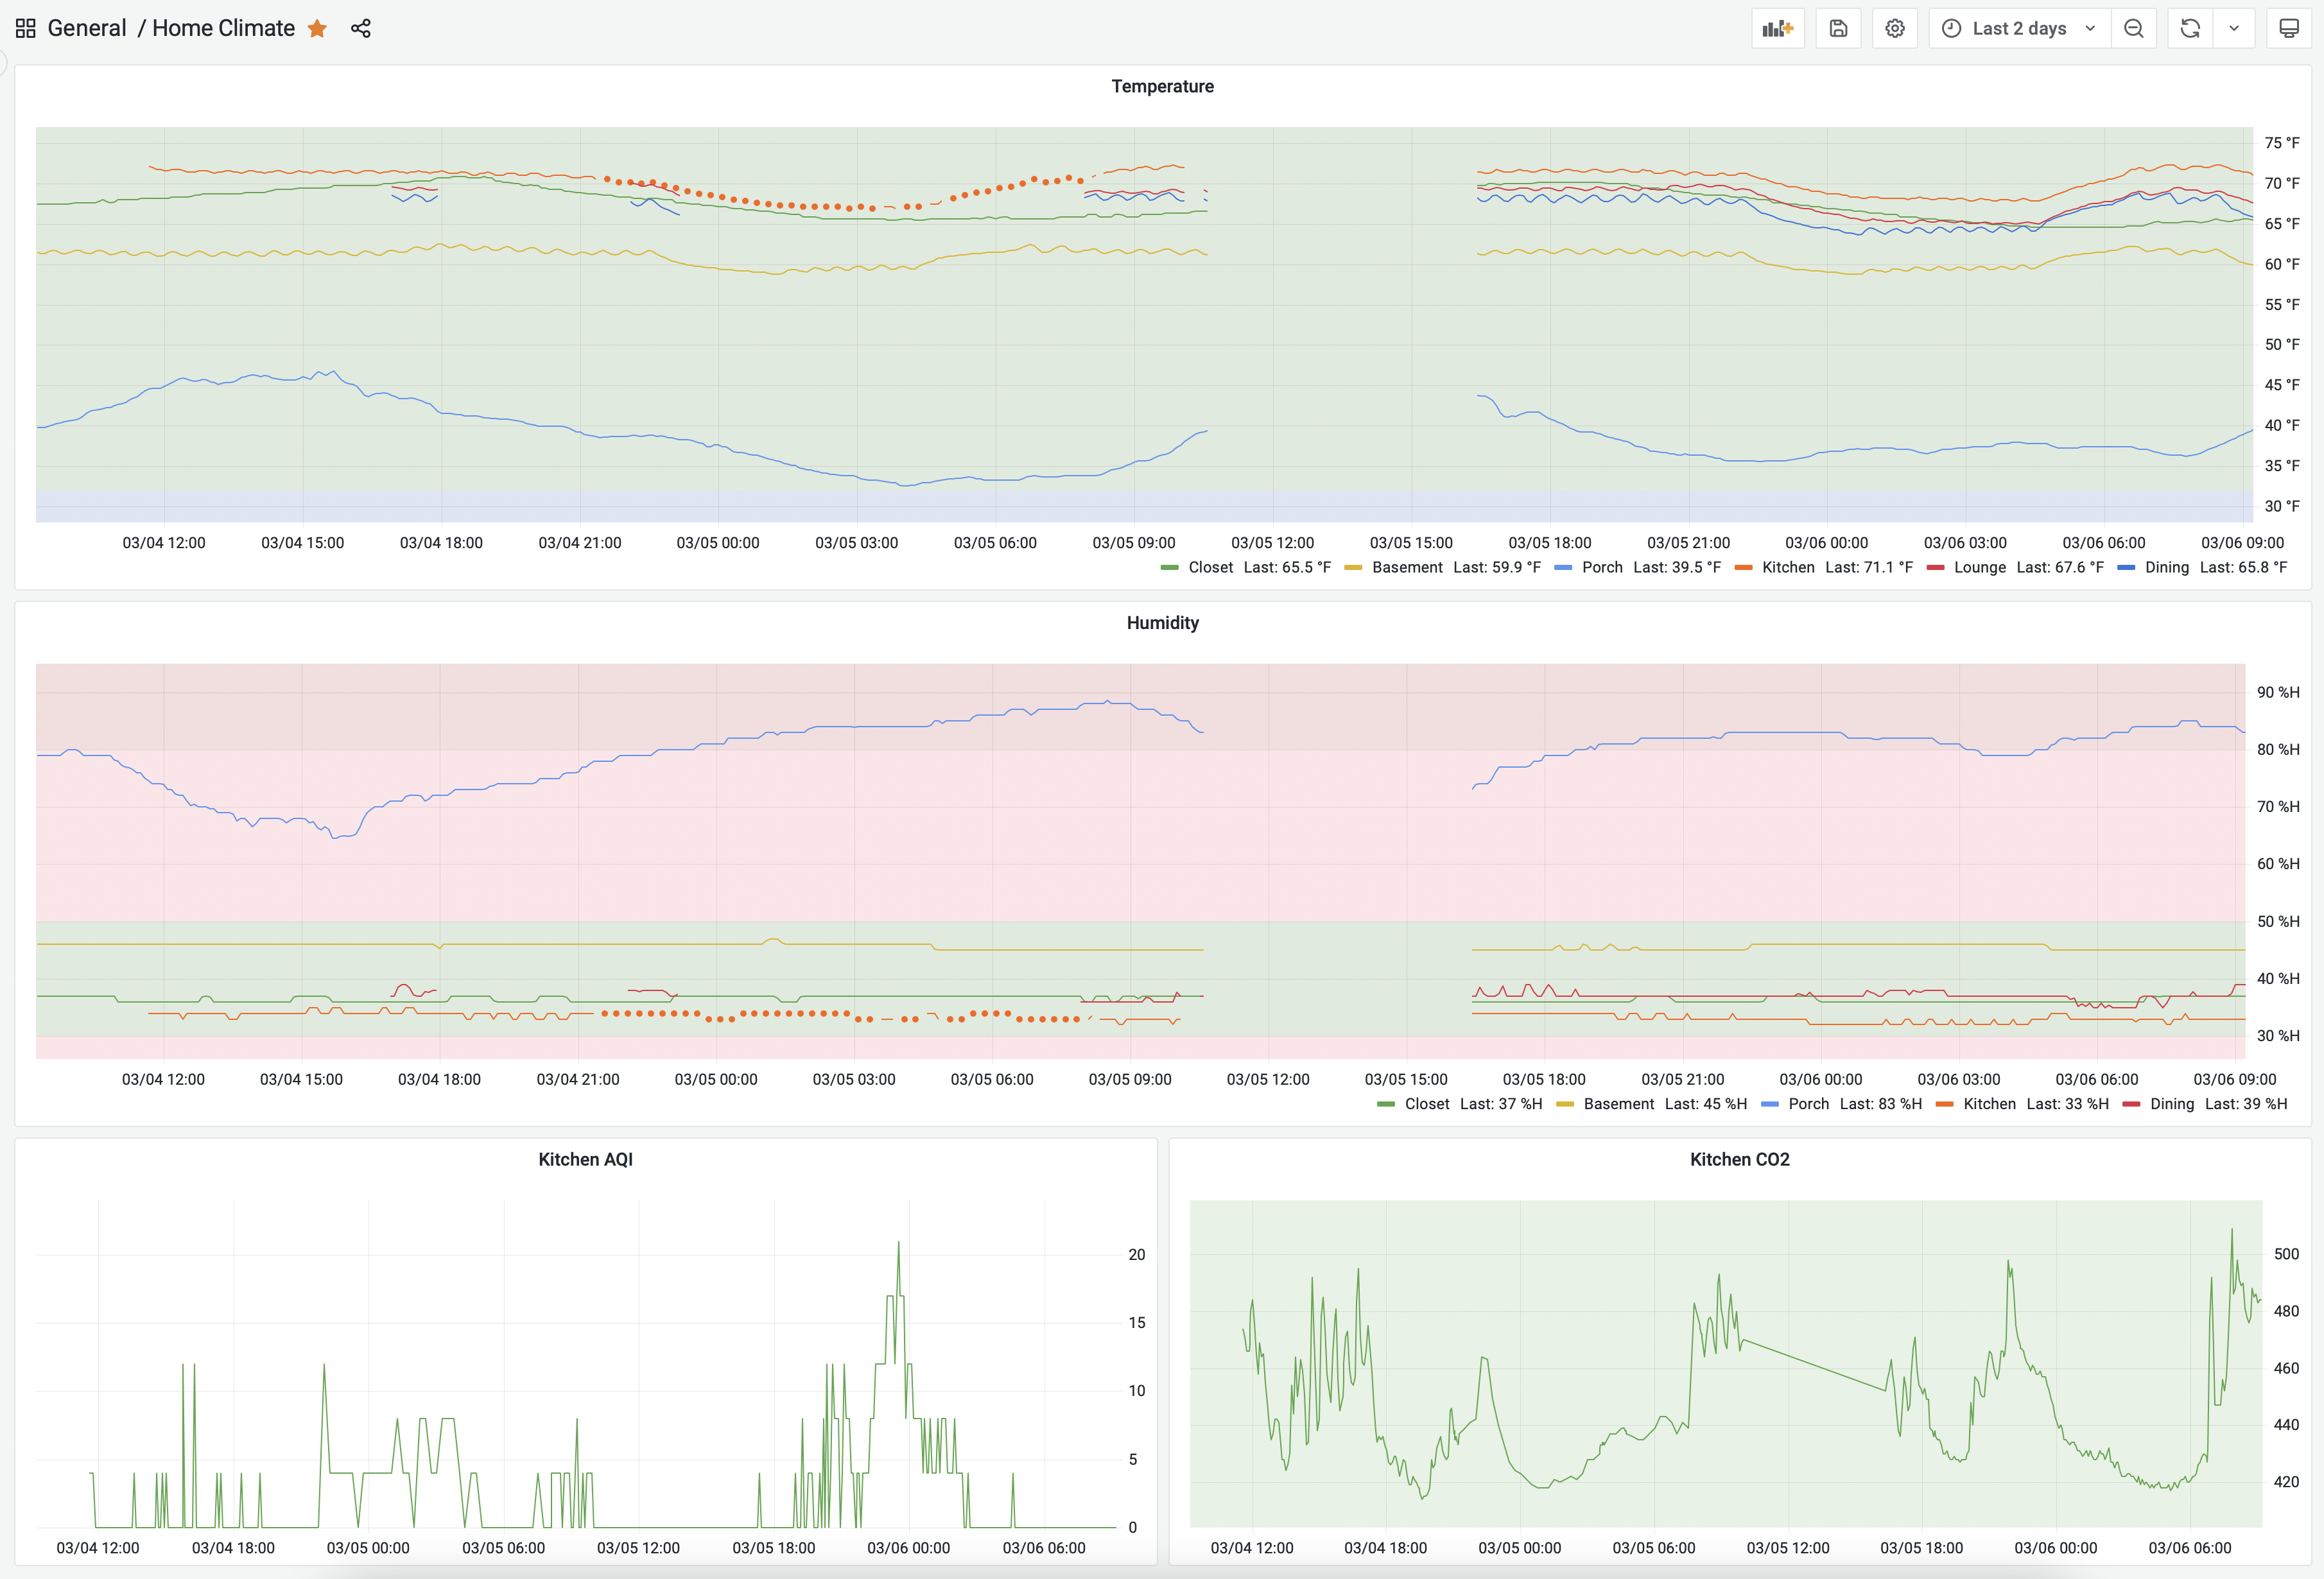 General / Home Climate
Last 2 days
Temperature
75 °F
70 °F
65 °F
60 °F
55 °F
50 °F
45 °F
40 °F
35 °F
30 °F
03/04 12:00 03/04 15:00 03/04 18:00 03/04 21:00 03/05 00:00 03/05 03:00 03/05 06:00 03/05 09:00 03/05 12:00 03/05 15:00 03/05 18:00 03/05 21:00 03/06 00:00 03/06 03:00 03/06 06:00 03/06 09:00
Closet Last: 65.5 °F Basement Last: 59.9 °F Porch Last: 39.5 °F Kitchen Last: 71.1 °F Lounge Last: 67.6 °F Dining Last: 65.8 °F
Humidity
90 %H
80 %H
70 %H
60 %H
50 %H
40 %H
30 %H
03/04 12:00 03/04 15:00 03/04 18:00 03/04 21:00 03/05 00:00 03/05 03:00 03/05 06:00 03/05 09:00 03/05 12:00 03/05 15:00 03/05 18:00 03/05 21:00 03/06 00:00 03/06 03:00 03/06 06:00 03/06 09:00
Closet Last: 37 %H Basement Last: 45 %H Porch Last: 83 %H Kitchen Last: 33 %H Dining Last: 39 %H
Kitchen AQI
20
15
10
5
0
03/04 12:00 03/04 18:00 03/05 00:00 03/05 06:00 03/05 12:00 03/05 18:00 03/06 00:00 03/06 06:00
Kitchen CO2
500
480
460
440
420
03/04 12:00 03/04 18:00 03/05 00:00 03/05 06:00 03/05 12:00 03/05 18:00 03/06 00:00 03/06 06:00